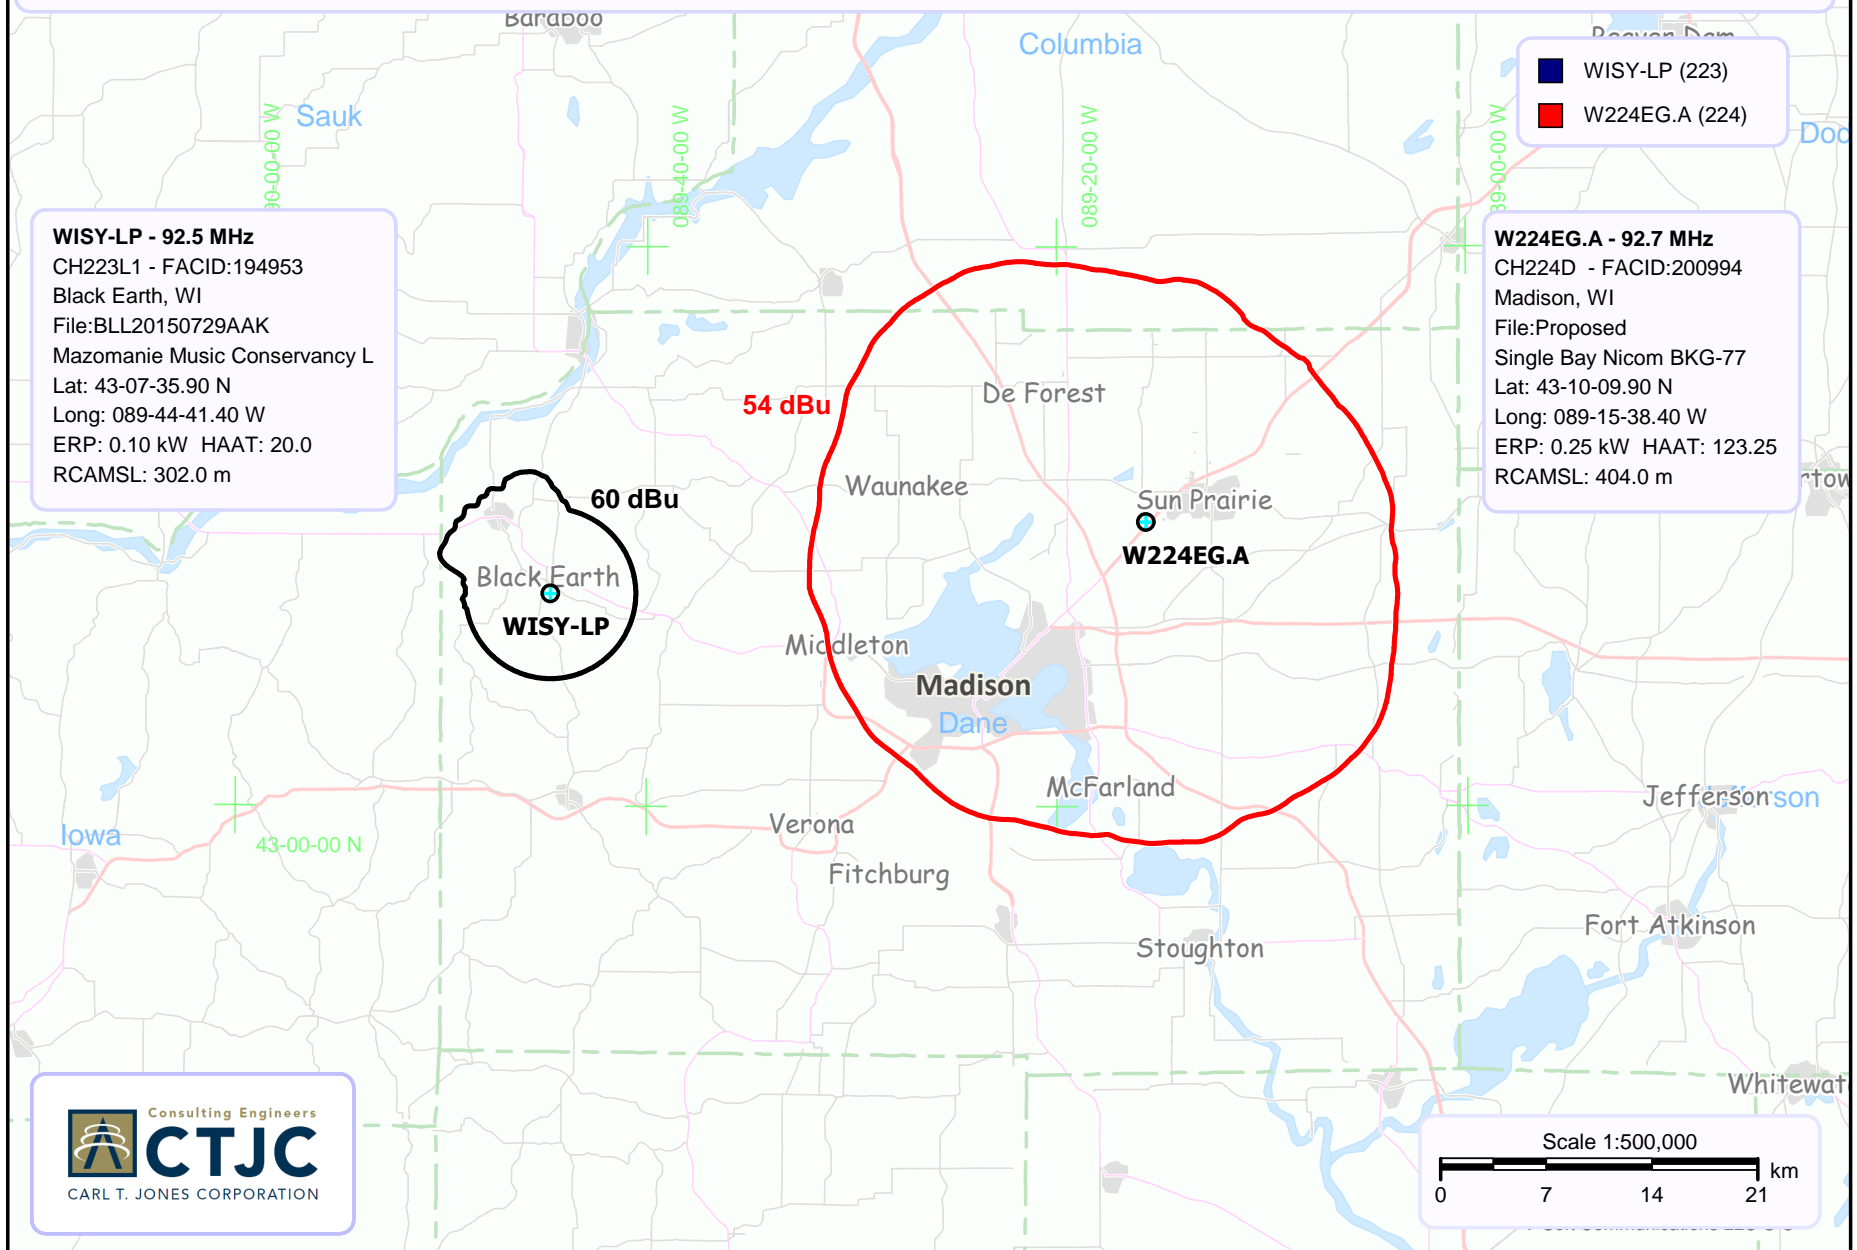 Baraboo
Columbia
WISY-LP (223)
W224EG.A (224)
Sauk
089-40-00 W
089-20-00 W
WISY-LP - 92.5 MHz
CH223L1 - FACID:194953
Black Earth, WI
File:BLL20150729AAK
Mazomanie Music Conservancy L
Lat: 43-07-35.90 N
Long: 089-44-41.40 W
ERP: 0.10 kW HAAT: 20.0
RCAMSL: 302.0 m
W224EG.A - 92.7 MHz
CH224D - FACID:200994
Madison, WI
File:Proposed
Single Bay Nicom BKG-77
Lat: 43-10-09.90 N
Long: 089-15-38.40 W
ERP: 0.25 kW HAAT: 123.25
RCAMSL: 404.0 m
54 dBu
De Forest
Waunakee
60 dBu
Sun Prairie
W224EG.A
Black Earth
WISY-LP
Middleton
Madison
Dane
McFarland
Jefferson
Verona
Iowa
43-00-00 N
Fitchburg
Fort Atkinson
Stoughton
Whitewat
Consulting Engineers
CTJC
CARL T. JONES CORPORATION
Scale 1:500,000
km
0 7 14 21